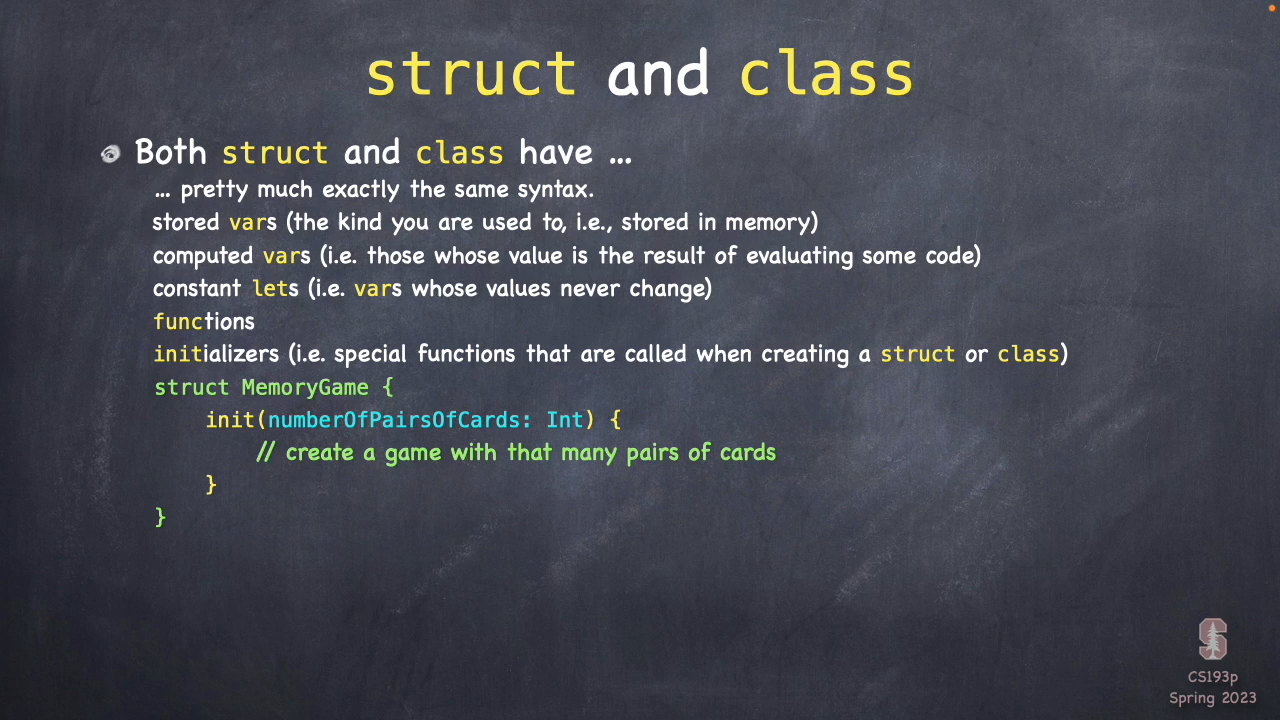 struct and class
Both struct and class have ...
... pretty much exactly the same syntax.
stored vars (the kind you are used to, i.e., stored in memory)
computed vars (i.e. those whose value is the result of evaluating some code)
constant lets (i.e. vars whose values never change)
functions
initializers (i.e. special functions that are called when creating a struct or class)
struct MemoryGame {
init(numberOfPairsOfCards: Int) {
// create a game with that many pairs of cards
}
}
S
CS193p
Spring 2023